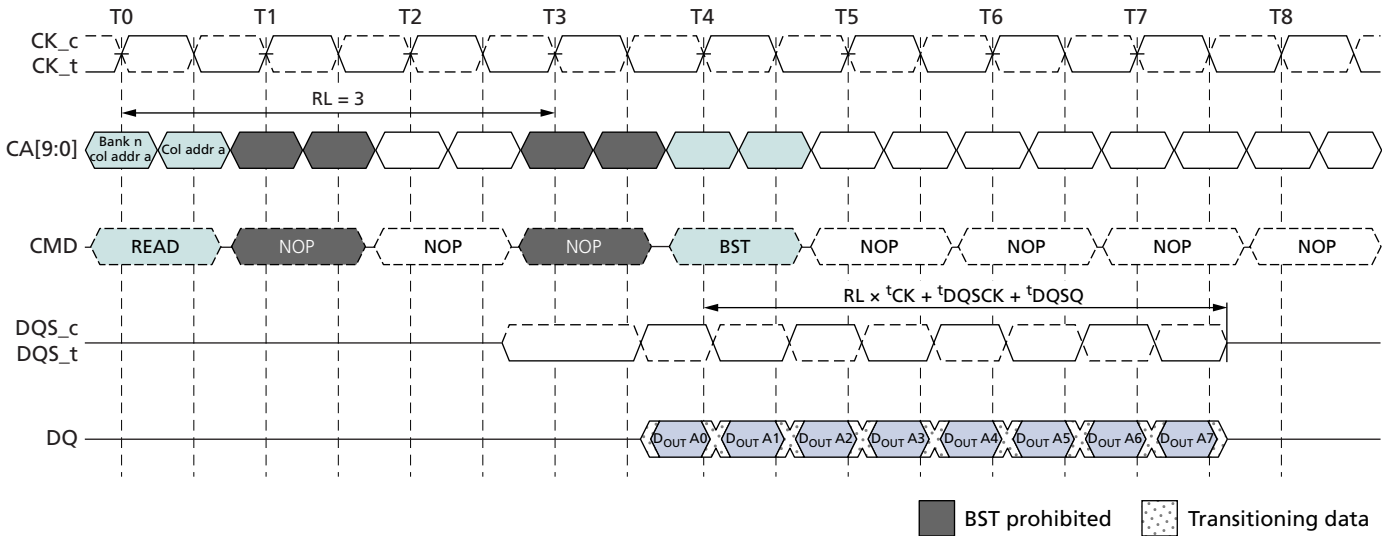 T0 T1 T2 T3 T4 T5 T6 T7 T8
CK_c
CK_t
RL = 3
CA[9:0]
Bank n
col addr a
Col addr a
CMD
READ NOP NOP NOP BST NOP NOP NOP NOP
RL × tCK + tDQSCK + tDQSQ
DQS_c
DQS_t
DQ
DOUT A0 DOUT A1 DOUT A2 DOUT A3 DOUT A4 DOUT A5 DOUT A6 DOUT A7
BST prohibited
Transitioning data